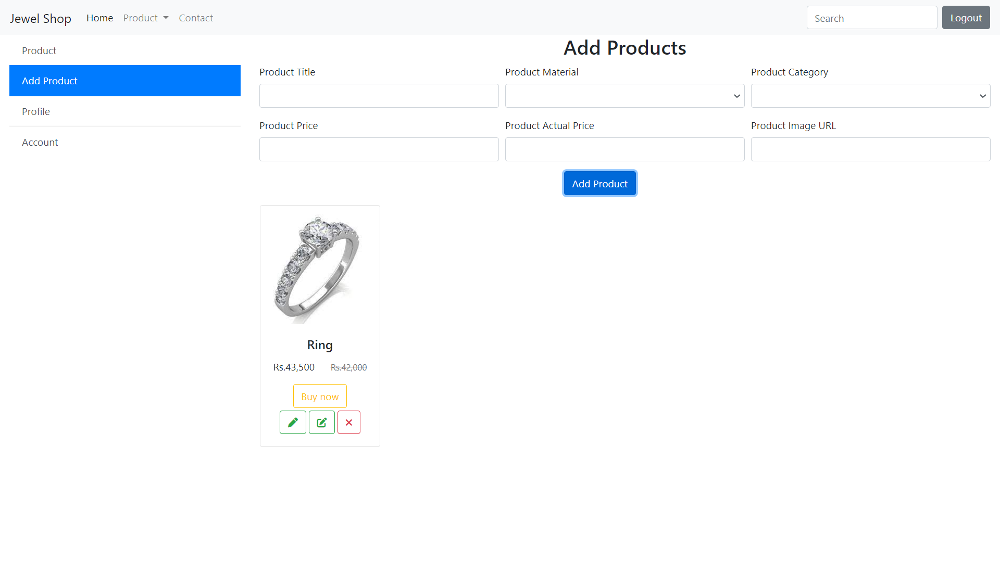 Jewel Shop Home Product Contact Search Logout
Product
Add Product
Profile
Account
Add Products
Product Title Product Material Product Category
Product Price Product Actual Price Product Image URL
Add Product
Ring
Rs.43,500 Rs.42,000
Buy now